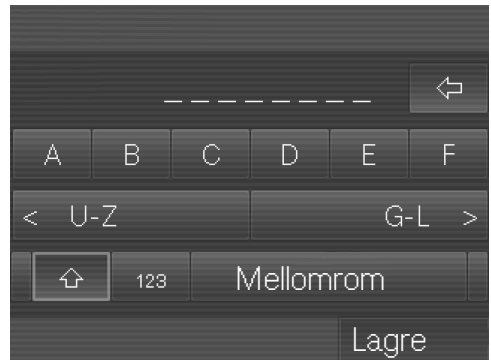 _ _ _ _ _ _ _ _ _
A B C D E F
< U-Z G-L >
123 Mellomrom
Lagre